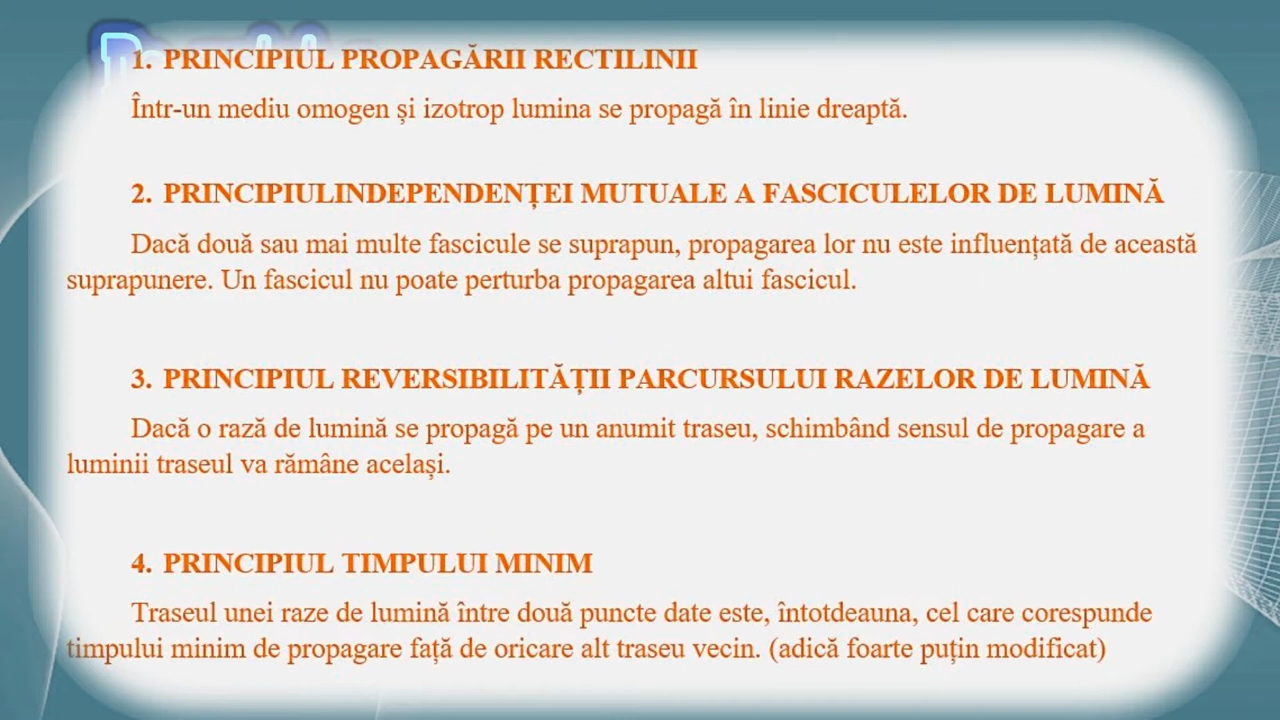 1. PRINCIPIUL PROPAGĂRII RECTILINII
Într-un mediu omogen și izotrop lumina se propagă în linie dreaptă.
2. PRINCIPIULINDEPENDENȚEI MUTUALE A FASCICULELOR DE LUMINĂ
Dacă două sau mai multe fascicule se suprapun, propagarea lor nu este influențată de această
suprapunere. Un fascicul nu poate perturba propagarea altui fascicul.
3. PRINCIPIUL REVERSIBILITĂȚII PARCURSULUI RAZELOR DE LUMINĂ
Dacă o rază de lumină se propagă pe un anumit traseu, schimbând sensul de propagare a
luminii traseul va rămâne același.
4. PRINCIPIUL TIMPULUI MINIM
Traseul unei raze de lumină între două puncte date este, întotdeauna, cel care corespunde
timpului minim de propagare față de oricare alt traseu vecin. (adică foarte puțin modificat)